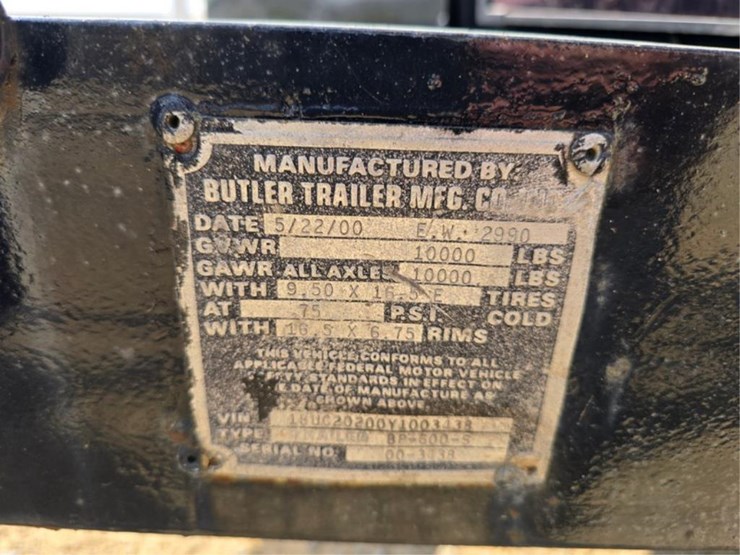 MANUFACTURED BY:
BUTLER TRAILER MFG. CO.
DATE 5/22/00 E.W. 2990
GVWR 10000 LBS
GAWR ALL AXLES 10000 LBS
WITH 9.50 X 16.5 E TIRES
AT 75 P.S.I. COLD
WITH 16.5 X 6.75 RIMS
THIS VEHICLE CONFORMS TO ALL
APPLICABLE FEDERAL MOTOR VEHICLE
STANDARDS IN EFFECT ON
DATE OF MANUFACTURE AS
SHOWN ABOVE
VIN
TYPE TRAILER BP-600-S
SERIAL NO. 00-3438